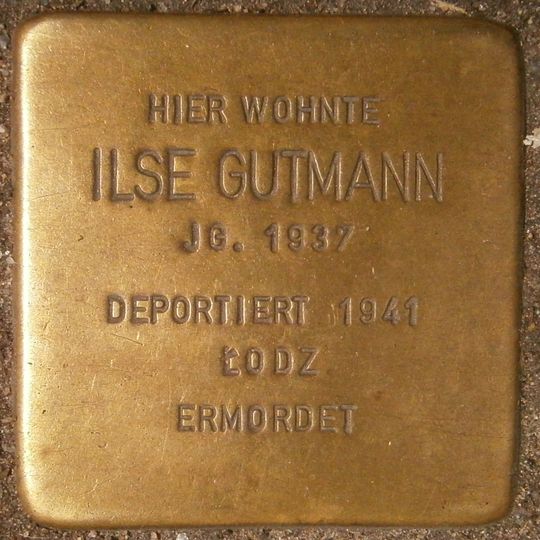 HIER WOHNTE
ILSE GUTMANN
JG. 1937
DEPORTIERT 1941
ŁODZ
ERMORDET